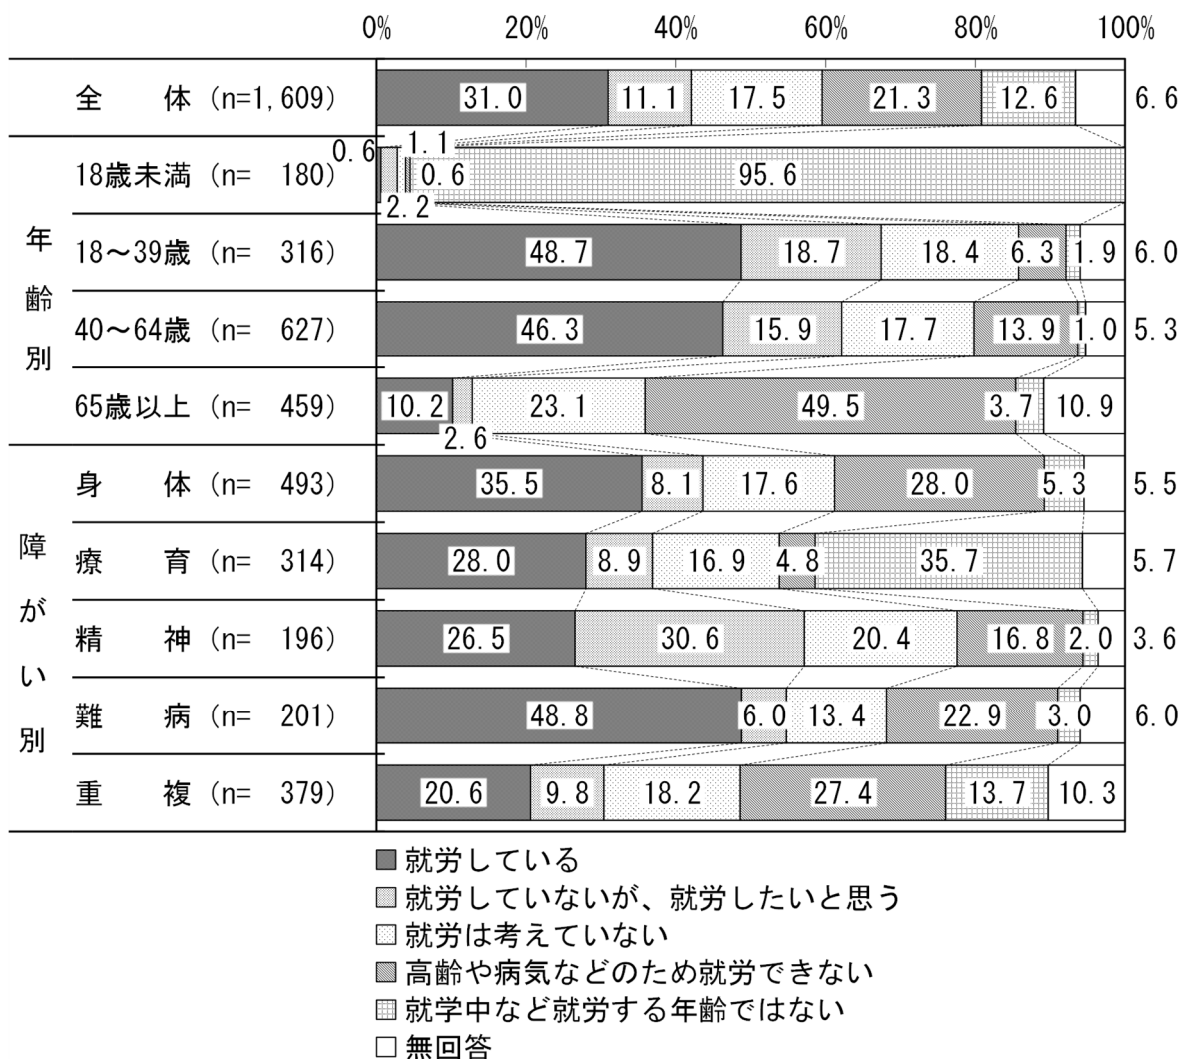 0% 20% 40% 60% 80% 100%
全　体（n=1,609） 31.0 11.1 17.5 21.3 12.6 6.6
年齢別
18歳未満（n= 180） 0.6 2.2 1.1 0.6 95.6
18～39歳（n= 316） 48.7 18.7 18.4 6.3 1.9 6.0
40～64歳（n= 627） 46.3 15.9 17.7 13.9 1.0 5.3
65歳以上（n= 459） 10.2 2.6 23.1 49.5 3.7 10.9
障がい別
身　体（n= 493） 35.5 8.1 17.6 28.0 5.3 5.5
療　育（n= 314） 28.0 8.9 16.9 4.8 35.7 5.7
精　神（n= 196） 26.5 30.6 20.4 16.8 2.0 3.6
難　病（n= 201） 48.8 6.0 13.4 22.9 3.0 6.0
重　複（n= 379） 20.6 9.8 18.2 27.4 13.7 10.3
就労している
就労していないが、就労したいと思う
就労は考えていない
高齢や病気などのため就労できない
就学中など就労する年齢ではない
無回答